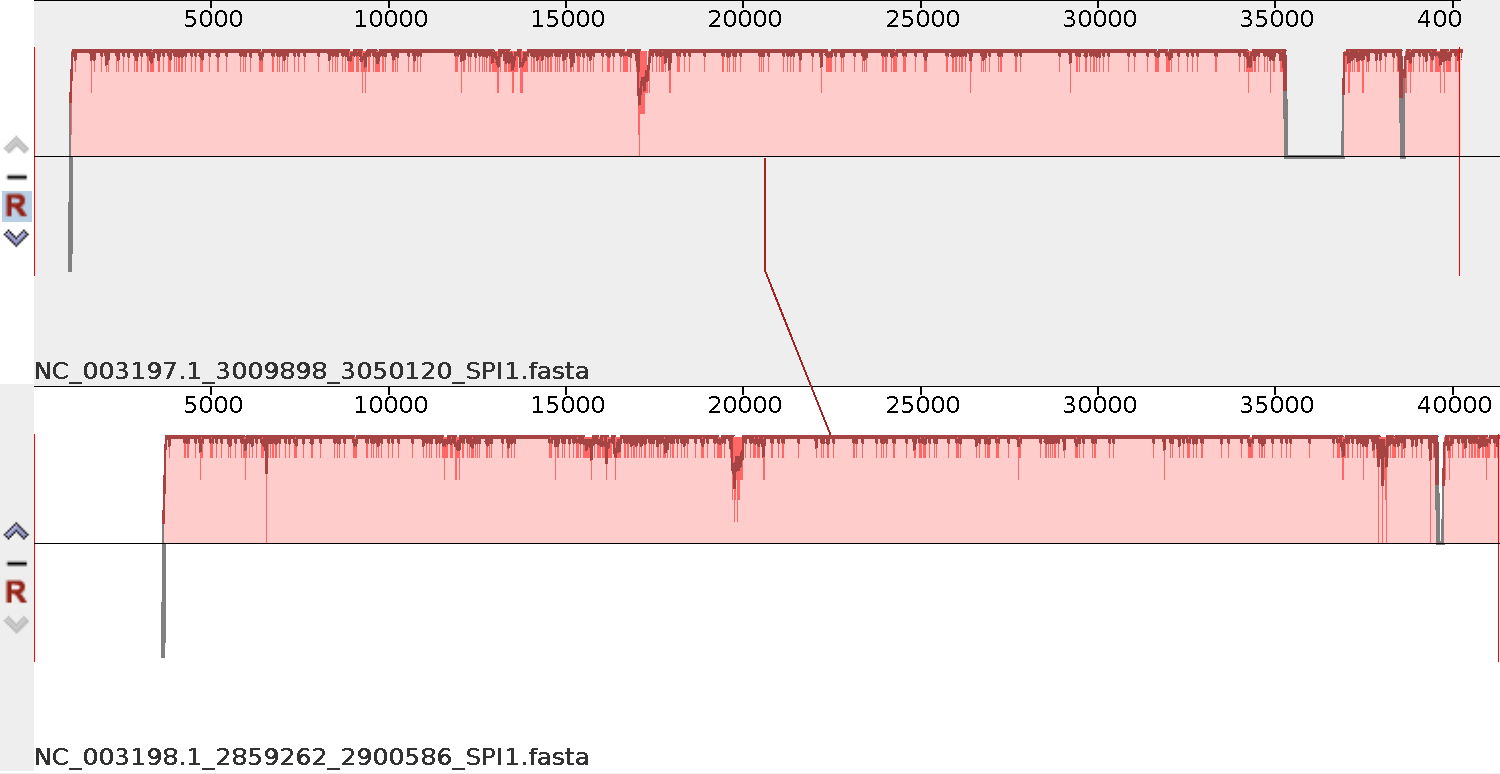 5000 10000 15000 20000 25000 30000 35000 400
R
NC_003197.1_3009898_3050120_SPI1.fasta
5000 10000 15000 20000 25000 30000 35000 40000
R
NC_003198.1_2859262_2900586_SPI1.fasta